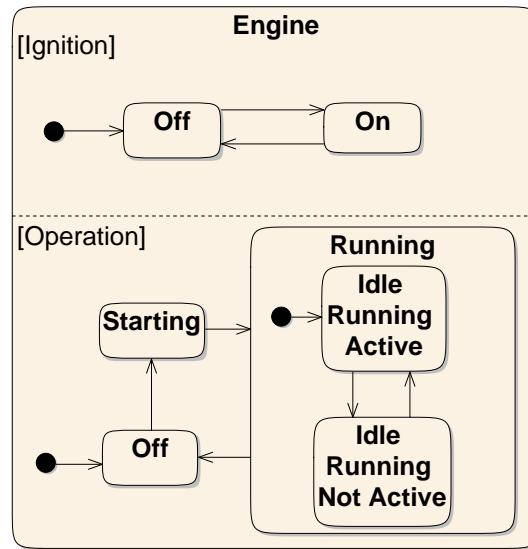 Engine
[Ignition]
Off
On
[Operation]
Running
Idle
Running
Active
Starting
Off
Idle
Running
Not Active